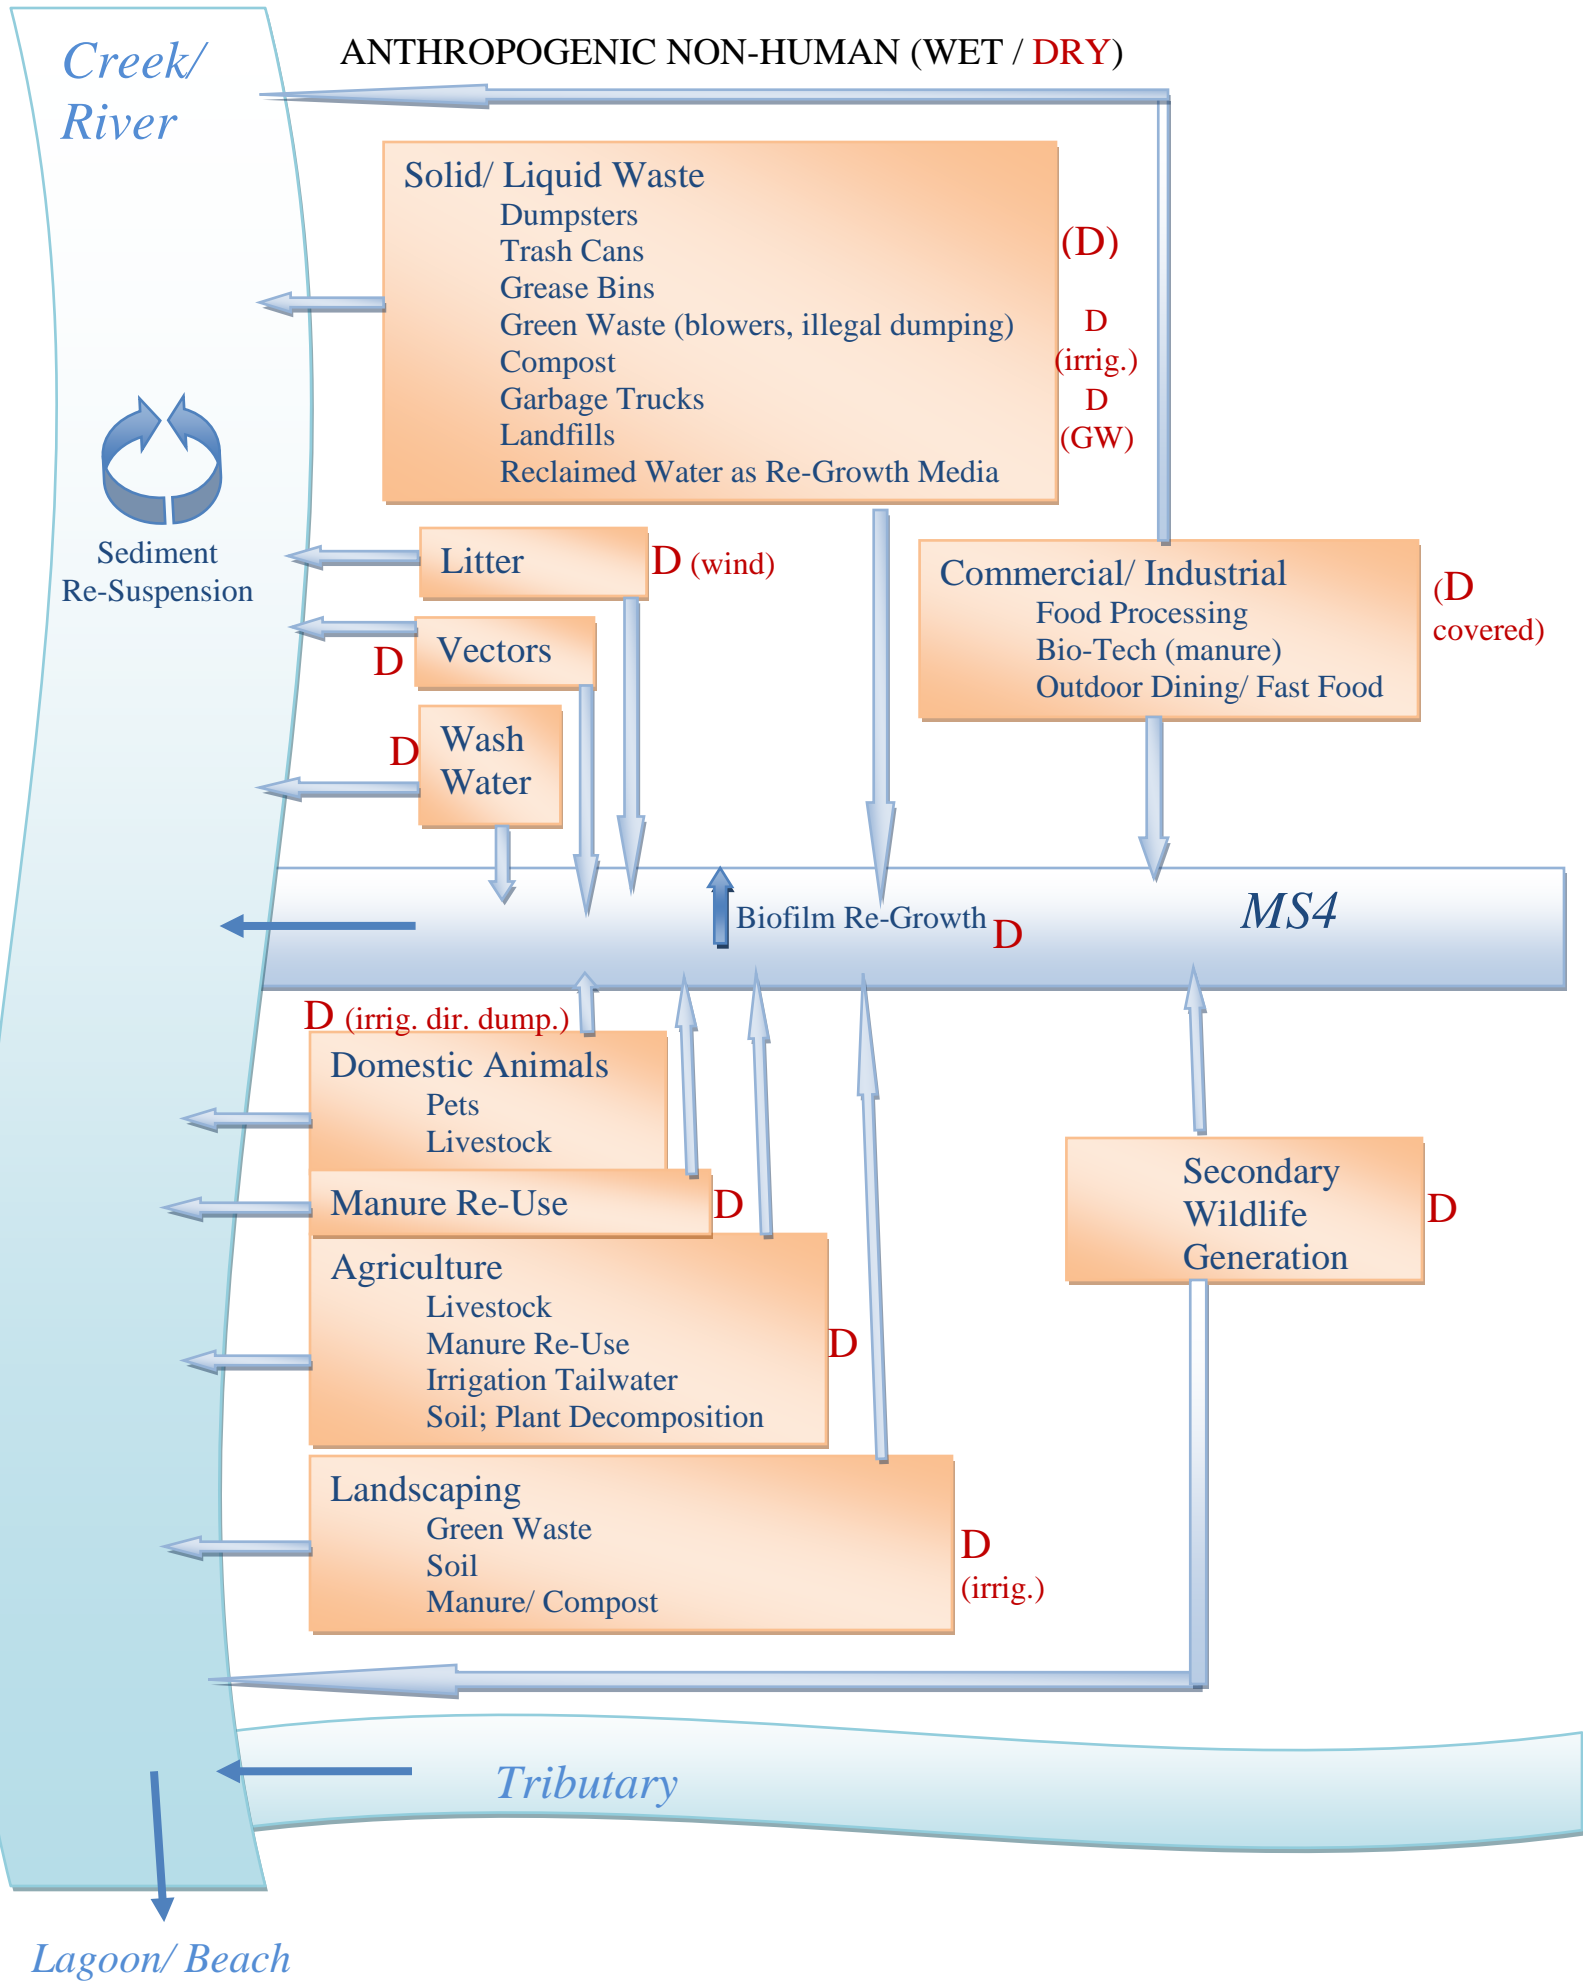 Creek/
River
ANTHROPOGENIC NON-HUMAN (WET / DRY)
Solid/ Liquid Waste
Dumpsters
Trash Cans
Grease Bins
Green Waste (blowers, illegal dumping)
Compost
Garbage Trucks
Landfills
Reclaimed Water as Re-Growth Media
(D)
D
(irrig.)
D
(GW)
Sediment
Re-Suspension
Litter
D (wind)
Vectors
D
Wash
Water
D
Commercial/ Industrial
Food Processing
Bio-Tech (manure)
Outdoor Dining/ Fast Food
(D
covered)
Biofilm Re-Growth D
MS4
D (irrig. dir. dump.)
Domestic Animals
Pets
Livestock
Manure Re-Use
D
Agriculture
Livestock
Manure Re-Use
Irrigation Tailwater
Soil; Plant Decomposition
D
Secondary
Wildlife
Generation
D
Landscaping
Green Waste
Soil
Manure/ Compost
D
(irrig.)
Tributary
Lagoon/ Beach